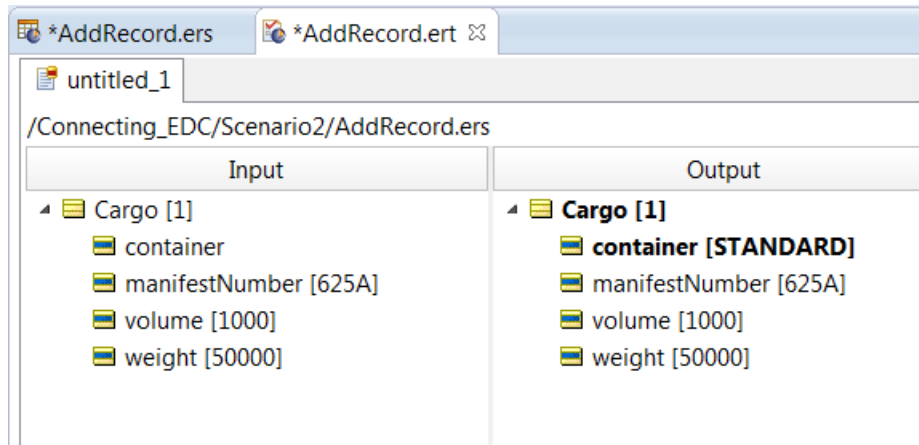 *AddRecord.ers *AddRecord.ert
untitled_1
/Connecting_EDC/Scenario2/AddRecord.ers
Input Output
Cargo [1] Cargo [1]
container container [STANDARD]
manifestNumber [625A] manifestNumber [625A]
volume [1000] volume [1000]
weight [50000] weight [50000]